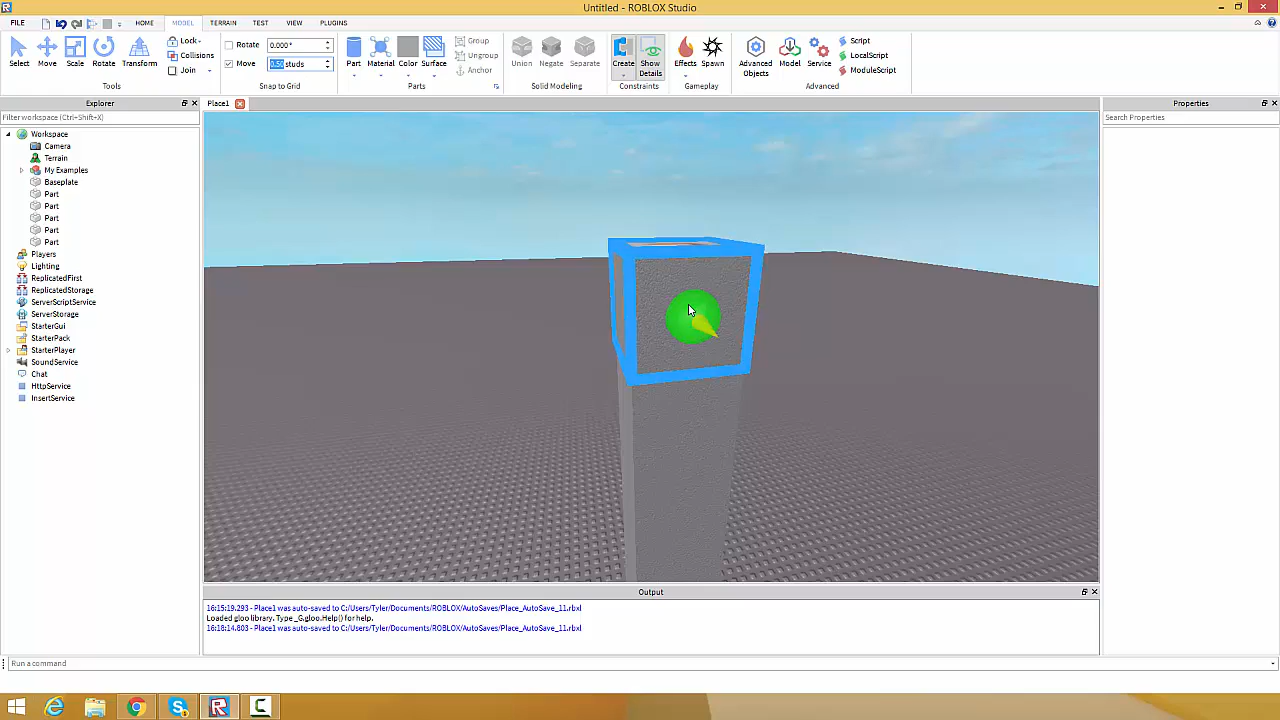 Untitled - ROBLOX Studio
FILE HOME MODEL TERRAIN TEST VIEW PLUGINS
Select Move Scale Rotate Transform
Lock
Collisions
Join
Tools
Rotate 0.000°
Move 0.50 studs
Snap to Grid
Part Material Color Surface
Group
Ungroup
Anchor
Parts
Union Negate Separate
Solid Modeling
Create Show Details
Constraints
Effects Spawn
Gameplay
Advanced Objects Model Service
Script
LocalScript
ModuleScript
Advanced
Explorer
Filter workspace (Ctrl+Shift+X)
Workspace
Camera
Terrain
My Examples
Baseplate
Part
Part
Part
Part
Part
Players
Lighting
ReplicatedFirst
ReplicatedStorage
ServerScriptService
ServerStorage
StarterGui
StarterPack
StarterPlayer
SoundService
Chat
HttpService
InsertService
Place1
Properties
Search Properties
Output
16:15:19.293 - Place1 was auto-saved to C:/Users/Tyler/Documents/ROBLOX/AutoSaves/Place_AutoSave_11.rbxl
Loaded gloo library. Type _G.gloo.Help() for help.
16:18:14.803 - Place1 was auto-saved to C:/Users/Tyler/Documents/ROBLOX/AutoSaves/Place_AutoSave_11.rbxl
Run a command